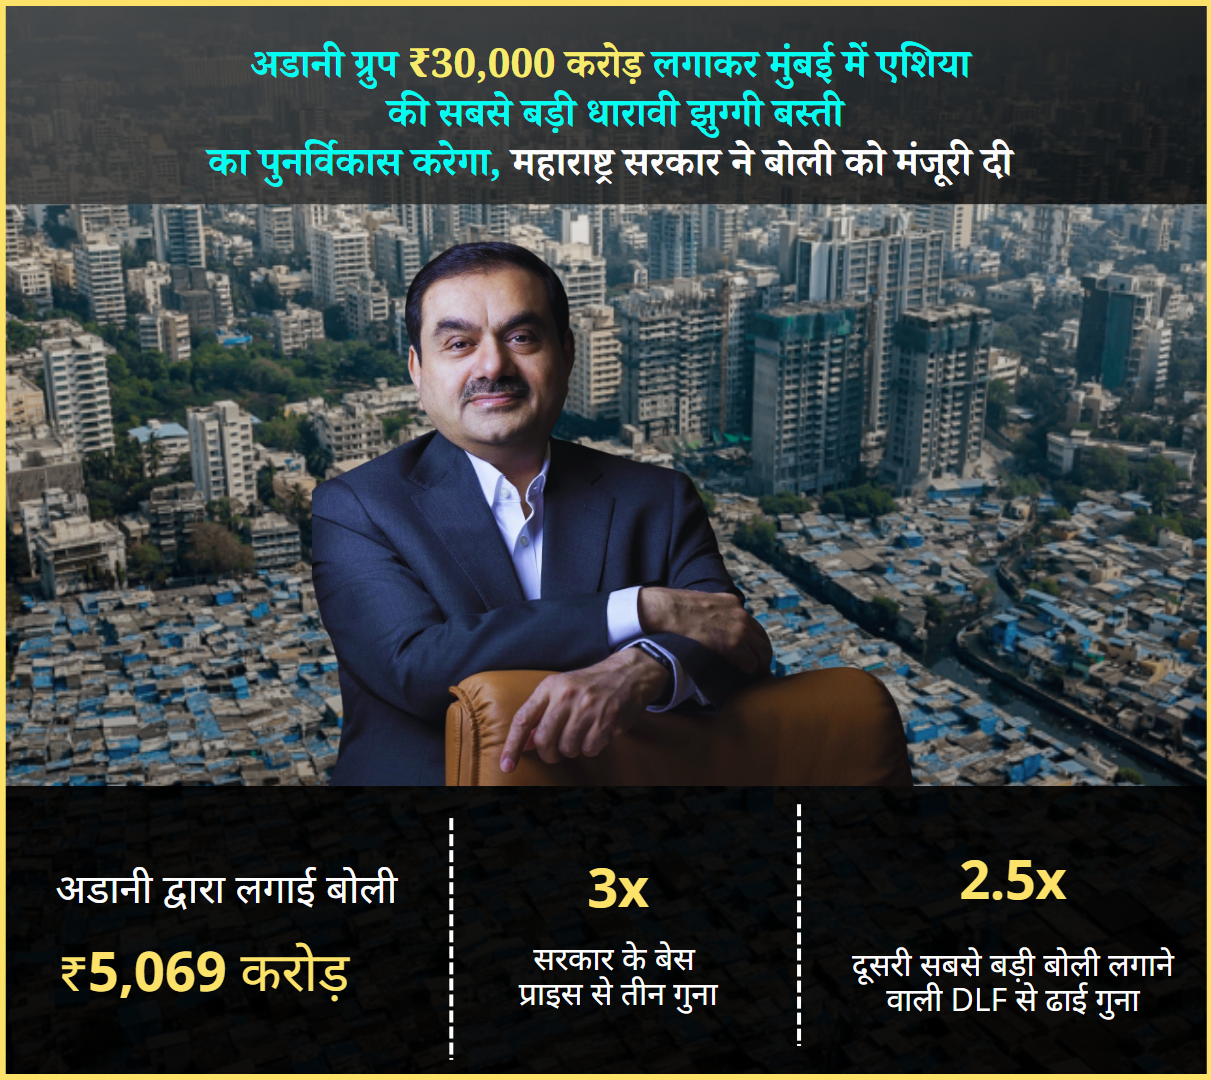 अडानी ग्रुप ₹30,000 करोड़ लगाकर मुंबई में एशिया
की सबसे बड़ी धारावी झुग्गी बस्ती
का पुनर्विकास करेगा, महाराष्ट्र सरकार ने बोली को मंजूरी दी
अडानी द्वारा लगाई बोली
₹5,069 करोड़
3x
सरकार के बेस
प्राइस से तीन गुना
2.5x
दूसरी सबसे बड़ी बोली लगाने
वाली DLF से ढाई गुना